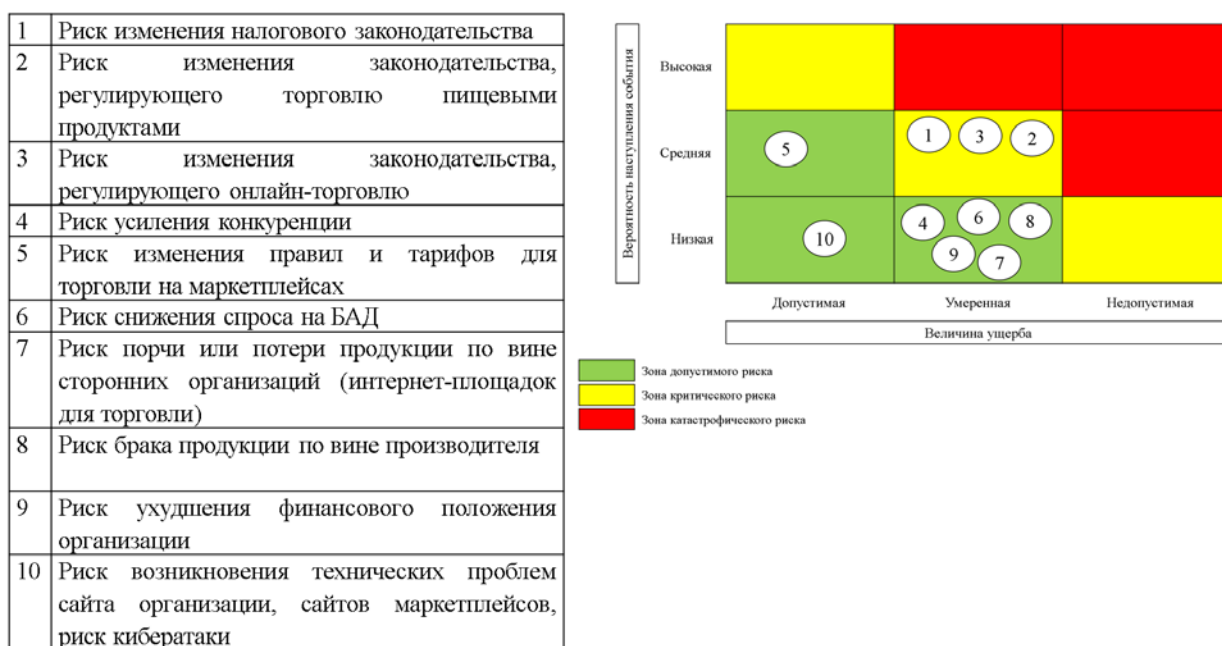 1 Риск изменения налогового законодательства
2 Риск изменения законодательства,
регулирующего торговлю пищевыми
продуктами
3 Риск изменения законодательства,
регулирующего онлайн-торговлю
4 Риск усиления конкуренции
5 Риск изменения правил и тарифов для
торговли на маркетплейсах
6 Риск снижения спроса на БАД
7 Риск порчи или потери продукции по вине
сторонних организаций (интернет-площадок
для торговли)
8 Риск брака продукции по вине производителя
9 Риск ухудшения финансового положения
организации
10 Риск возникновения технических проблем
сайта организации, сайтов маркетплейсов,
риск кибератаки
Вероятность наступления события
Высокая
Средняя
5
1 3 2
Низкая
10
4 6 8
9 7
Допустимая Умеренная Недопустимая
Величина ущерба
Зона допустимого риска
Зона критического риска
Зона катастрофического риска